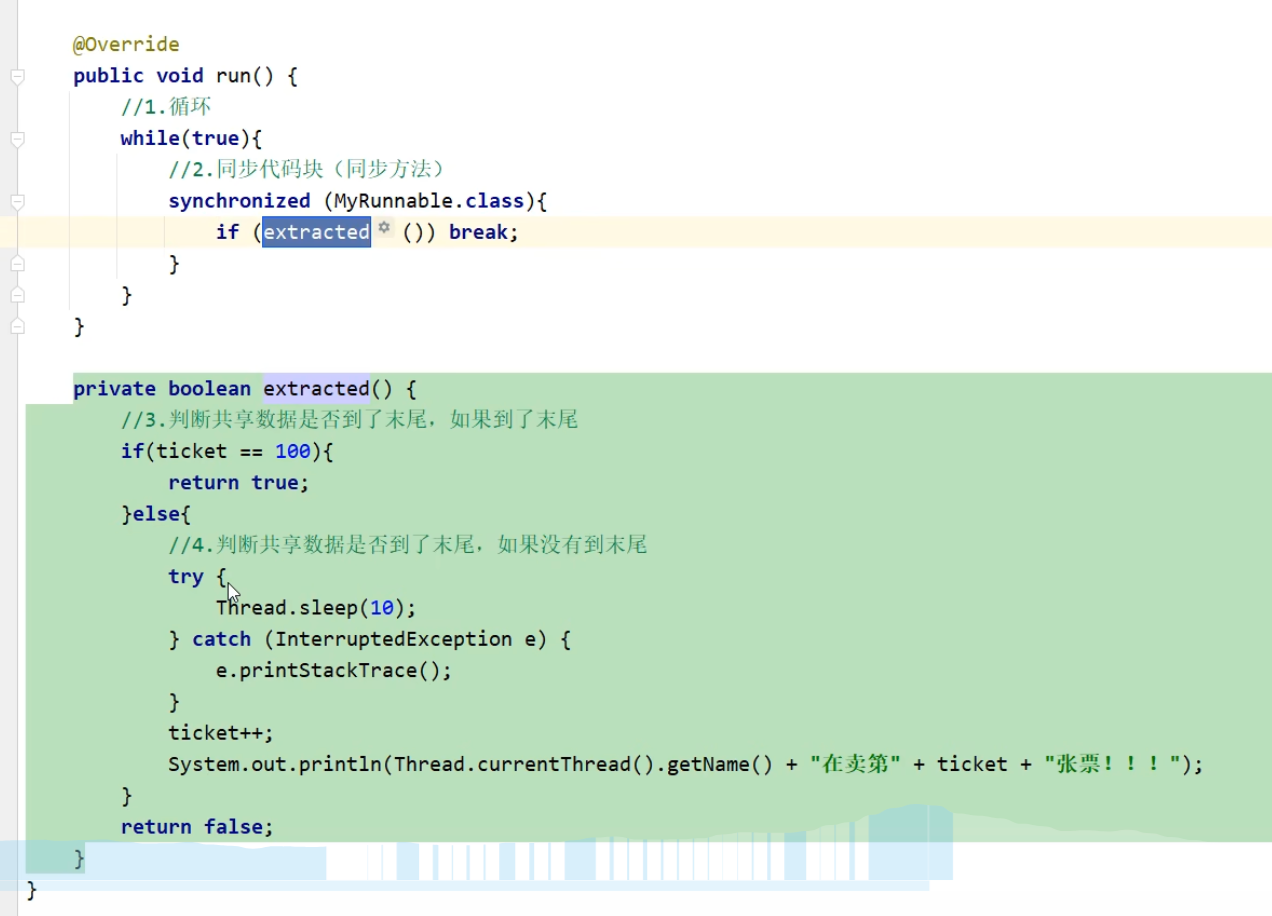 @Override
public void run() {
//1.循环
while(true){
//2.同步代码块（同步方法）
synchronized (MyRunnable.class){
if (extracted ()) break;
}
}
}
private boolean extracted() {
//3.判断共享数据是否到了末尾，如果到了末尾
if(ticket == 100){
return true;
}else{
//4.判断共享数据是否到了末尾，如果没有到末尾
try {
Thread.sleep(10);
} catch (InterruptedException e) {
e.printStackTrace();
}
ticket++;
System.out.println(Thread.currentThread().getName() + "在卖第" + ticket + "张票！！！");
}
return false;
}
}